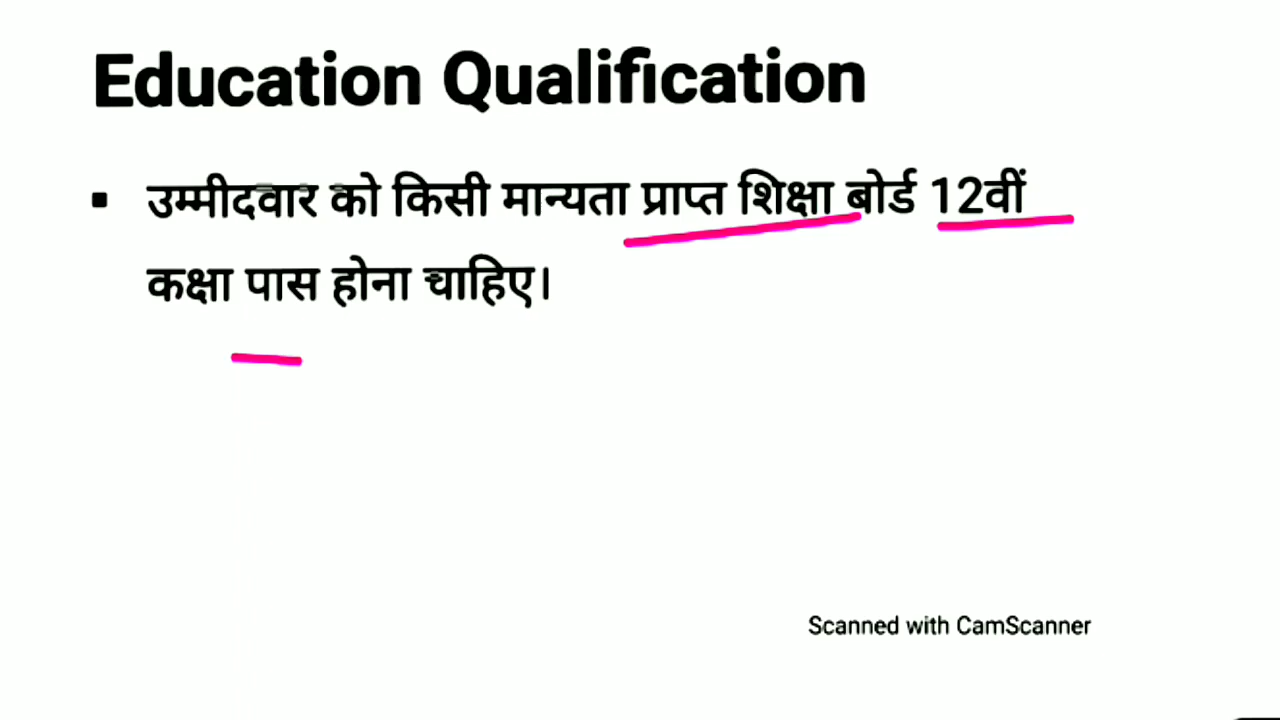 Education Qualification
▪ उम्मीदवार को किसी मान्यता प्राप्त शिक्षा बोर्ड 12वीं
कक्षा पास होना चाहिए।
Scanned with CamScanner